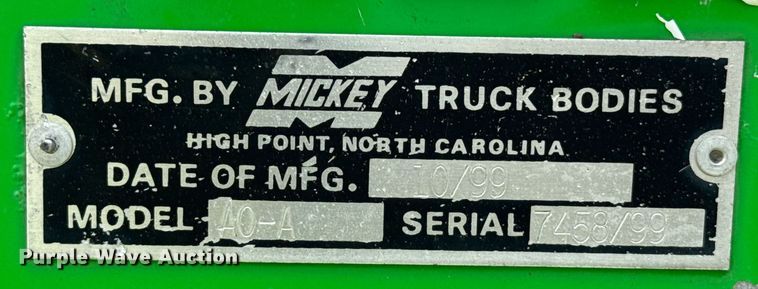 MFG. BY MICKEY TRUCK BODIES
HIGH POINT, NORTH CAROLINA
DATE OF MFG. 10/99
MODEL AO-A SERIAL 7458/99
Purple Wave Auction